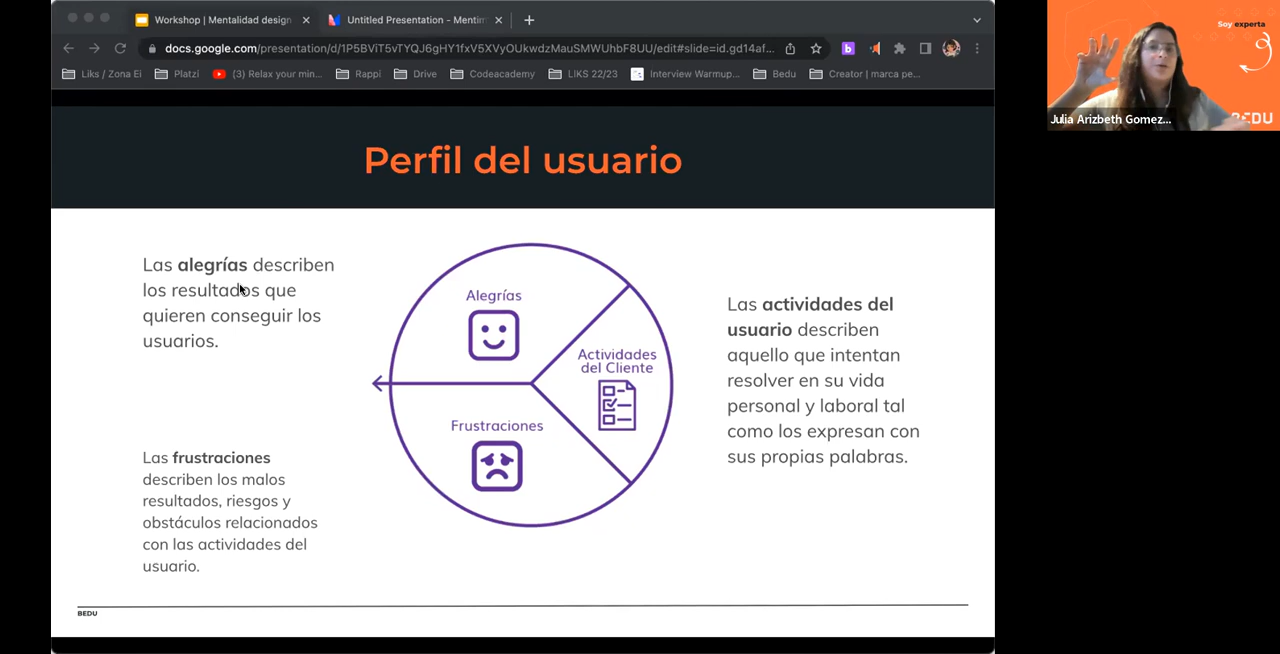 Workshop | Mentalidad design
Untitled Presentation - Mentim
docs.google.com/presentation/d/1P5BViT5vTYQJ6gHY1fxV5XVyOUkwdzMauSMWUhbF8UU/edit#slide=id.gd14af...
Liks / Zona Ei
Platzi
(3) Relax your min...
Rappi
Drive
Codeacademy
LIKS 22/23
Interview Warmup...
Bedu
Creator | marca pe...
Soy experta
BEDU
Julia Arizbeth Gomez...
Perfil del usuario
Las alegrías describen
los resultados que
quieren conseguir los
usuarios.
Las frustraciones
describen los malos
resultados, riesgos y
obstáculos relacionados
con las actividades del
usuario.
Alegrías
Actividades
del Cliente
Frustraciones
Las actividades del
usuario describen
aquello que intentan
resolver en su vida
personal y laboral tal
como los expresan con
sus propias palabras.
BEDU